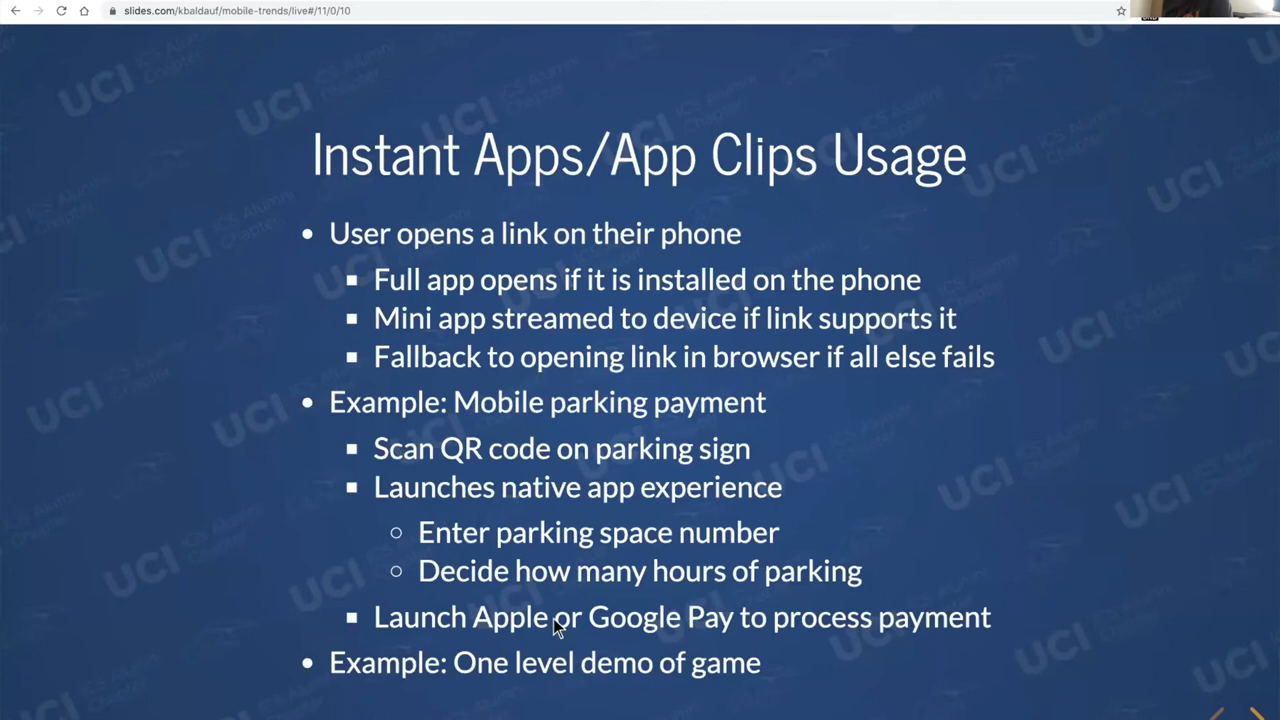 slides.com/kbaldauf/mobile-trends/live#/11/0/10
Instant Apps/App Clips Usage
User opens a link on their phone
Full app opens if it is installed on the phone
Mini app streamed to device if link supports it
Fallback to opening link in browser if all else fails
Example: Mobile parking payment
Scan QR code on parking sign
Launches native app experience
Enter parking space number
Decide how many hours of parking
Launch Apple or Google Pay to process payment
Example: One level demo of game
UCI ICS Alumni Chapter